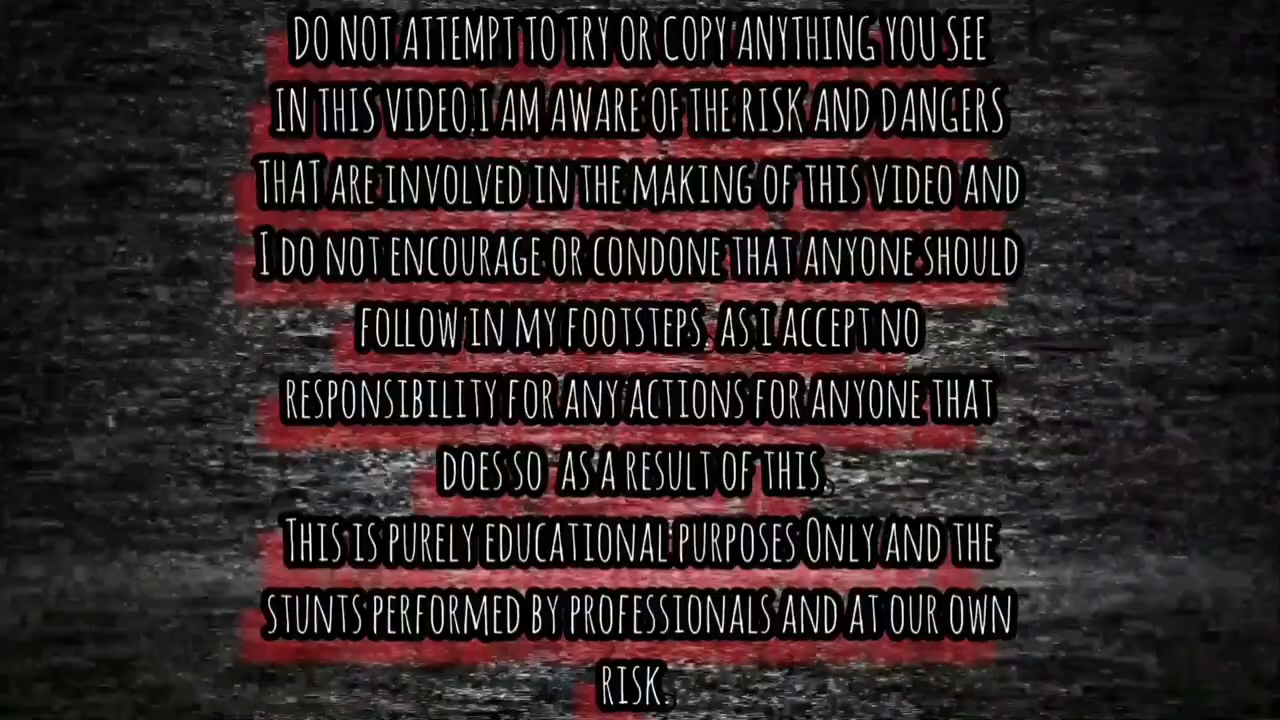 DO NOT ATTEMPT TO TRY OR COPY ANYTHING YOU SEE
IN THIS VIDEO,I AM AWARE OF THE RISK AND DANGERS
THAT ARE INVOLVED IN THE MAKING OF THIS VIDEO AND
I DO NOT ENCOURAGE OR CONDONE THAT ANYONE SHOULD
FOLLOW IN MY FOOTSTEPS, AS I ACCEPT NO
RESPONSIBILITY FOR ANY ACTIONS FOR ANYONE THAT
DOES SO AS A RESULT OF THIS.
THIS IS PURELY EDUCATIONAL PURPOSES ONLY AND THE
STUNTS PERFORMED BY PROFESSIONALS AND AT OUR OWN
RISK.